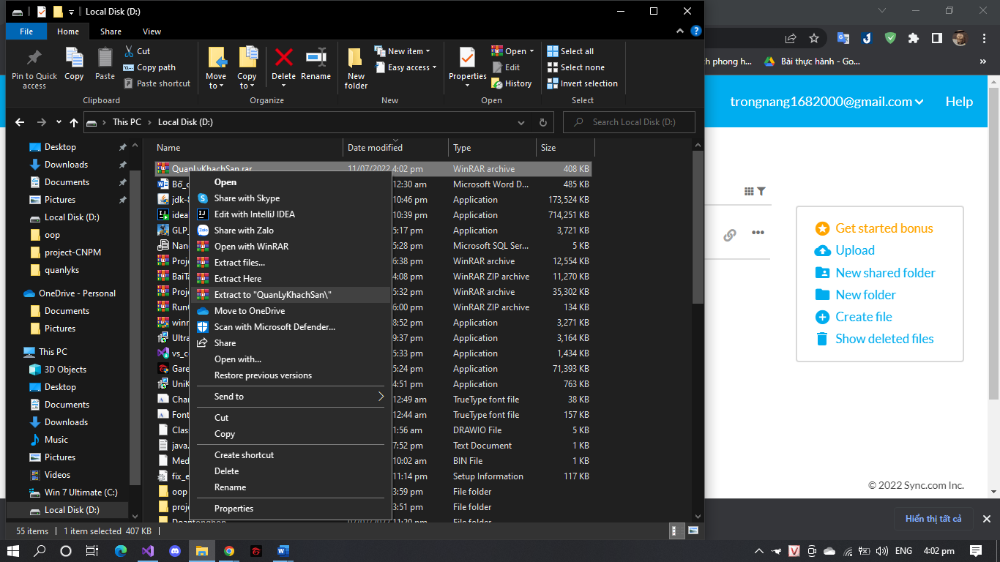 Local Disk (D:)
File Home Share View
Pin to Quick access
Copy
Paste
Cut
Copy path
Paste shortcut
Clipboard
Move to
Copy to
Delete
Rename
Organize
New folder
New item
Easy access
New
Properties
Open
Edit
History
Open
Select all
Select none
Invert selection
Select
This PC > Local Disk (D:)
Search Local Disk (D:)
Desktop
Downloads
Documents
Pictures
Local Disk (D:)
oop
project-CNPM
quanlyks
OneDrive - Personal
Documents
Pictures
This PC
3D Objects
Desktop
Documents
Downloads
Music
Pictures
Videos
Win 7 Ultimate (C:)
Local Disk (D:)
Name Date modified Type Size
QuanLyKhachSan.rar 11/07/2022 4:02 pm WinRAR archive 408 KB
12:30 am Microsoft Word D... 485 KB
jdk-8 10:46 pm Application 173,524 KB
idea 10:39 pm Application 714,251 KB
GLP_ 5:17 pm Application 3,721 KB
5:28 pm Microsoft SQL Ser... 5 KB
6:38 pm WinRAR archive 12,554 KB
4:08 pm WinRAR ZIP archive 11,270 KB
5:32 pm WinRAR archive 35,302 KB
6:00 pm WinRAR ZIP archive 134 KB
8:52 pm Application 3,271 KB
9:37 pm Application 3,164 KB
vs_c 5:33 pm Application 1,434 KB
5:24 pm Application 71,393 KB
4:51 pm Application 763 KB
12:49 am TrueType font file 38 KB
Font 12:44 am TrueType font file 157 KB
1:56 am DRAWIO File 5 KB
java. 7:52 pm Text Document 1 KB
Med 10:02 am BIN File 1 KB
fix_e 11:14 pm Setup Information 117 KB
oop 3:59 pm File folder
3:51 pm File folder
11:20 pm File folder
Open
Share with Skype
Edit with IntelliJ IDEA
Share with Zalo
Open with WinRAR
Extract files...
Extract Here
Extract to "QuanLyKhachSan\"
Move to OneDrive
Scan with Microsoft Defender...
Share
Open with...
Restore previous versions
Send to
Cut
Copy
Create shortcut
Delete
Rename
Properties
55 items 1 item selected 407 KB
ch phong h... Bài thực hành - Go...
trongnang1682000@gmail.com Help
Get started bonus
Upload
New shared folder
New folder
Create file
Show deleted files
© 2022 Sync.com Inc.
Hiển thị tất cả
ENG 4:02 pm